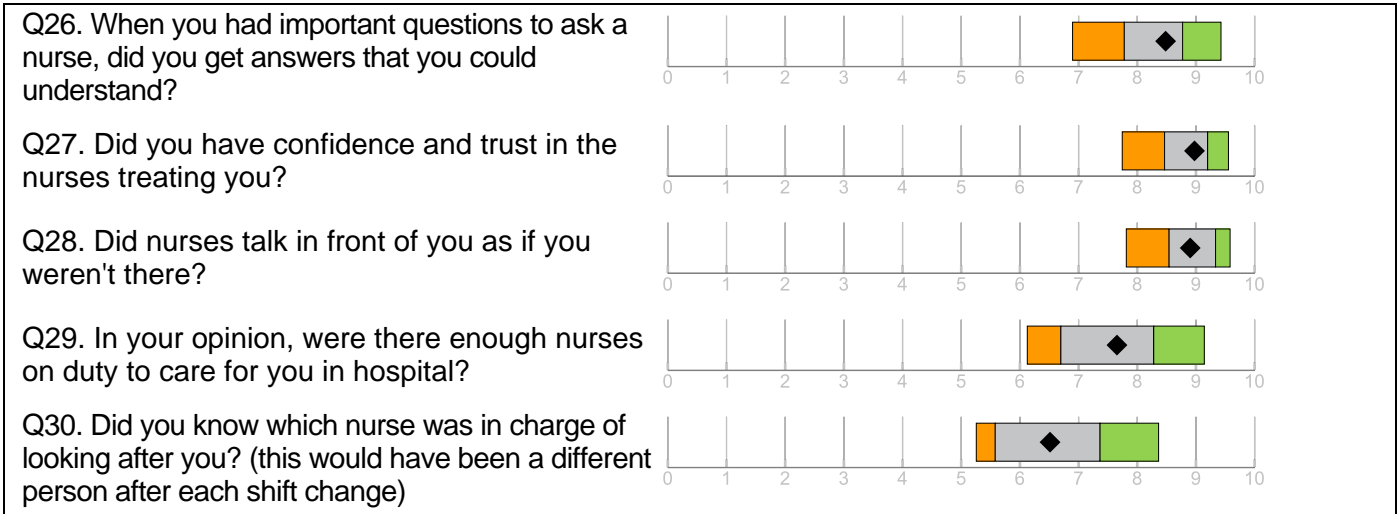 Q26. When you had important questions to ask a
nurse, did you get answers that you could
understand?
0 1 2 3 4 5 6 7 8 9 10
Q27. Did you have confidence and trust in the
nurses treating you?
0 1 2 3 4 5 6 7 8 9 10
Q28. Did nurses talk in front of you as if you
weren't there?
0 1 2 3 4 5 6 7 8 9 10
Q29. In your opinion, were there enough nurses
on duty to care for you in hospital?
0 1 2 3 4 5 6 7 8 9 10
Q30. Did you know which nurse was in charge of
looking after you? (this would have been a different
person after each shift change)
0 1 2 3 4 5 6 7 8 9 10